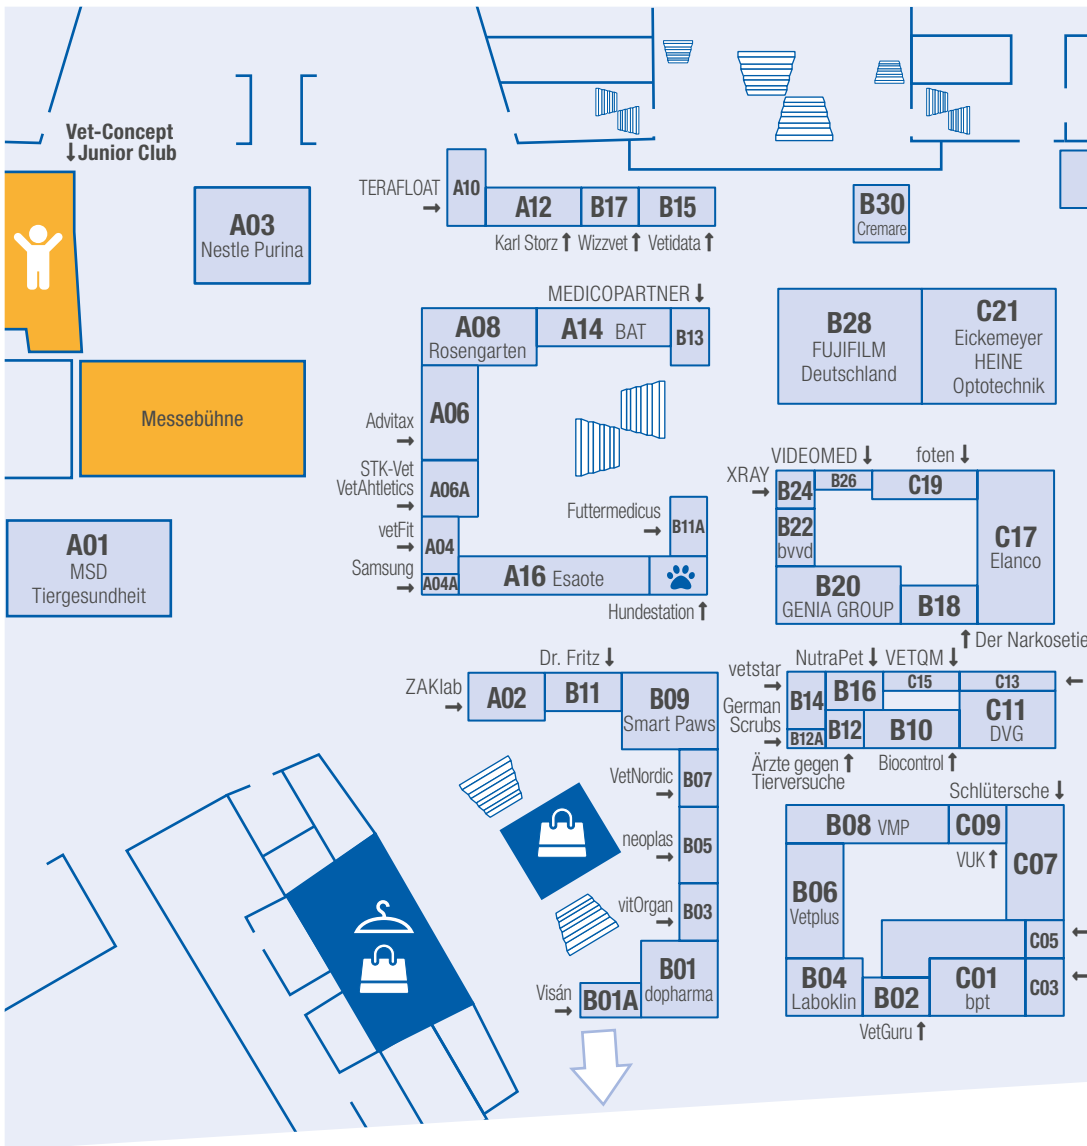 Vet-Concept
↓Junior Club
A03
Nestle Purina
TERAFLOAT
→
A10
A12
B17
B15
Karl Storz ↑
Wizzvet ↑
Vetidata ↑
B30
Cremare
Messebühne
A01
MSD
Tiergesundheit
MEDICOPARTNER ↓
A08
Rosengarten
A14 BAT
B13
Advitax
→
A06
STK-Vet
VetAhtletics
→
A06A
vetFit
→
A04
Samsung
→
A04A
A16 Esaote
Futtermedicus
→
B11A
Hundestation ↑
B28
FUJIFILM
Deutschland
C21
Eickemeyer
HEINE
Optotechnik
VIDEOMED ↓
foten ↓
XRAY
→
B24
B26
C19
B22
bvvd
C17
Elanco
B20
GENIA GROUP
B18
↑ Der Narkosetie
Dr. Fritz ↓
ZAKlab
→
A02
B11
B09
Smart Paws
VetNordic
→
B07
neoplas
→
B05
vitOrgan
→
B03
B01
dopharma
Visán
→
B01A
NutraPet ↓
VETQM ↓
vetstar
→
B14
B16
C15
C13
←
German
Scrubs
→
B12A
B12
B10
C11
DVG
Ärzte gegen ↑
Tierversuche
Biocontrol ↑
Schlütersche ↓
B08 VMP
C09
VUK ↑
C07
B06
Vetplus
C05
←
B04
Laboklin
B02
C01
bpt
C03
←
VetGuru ↑